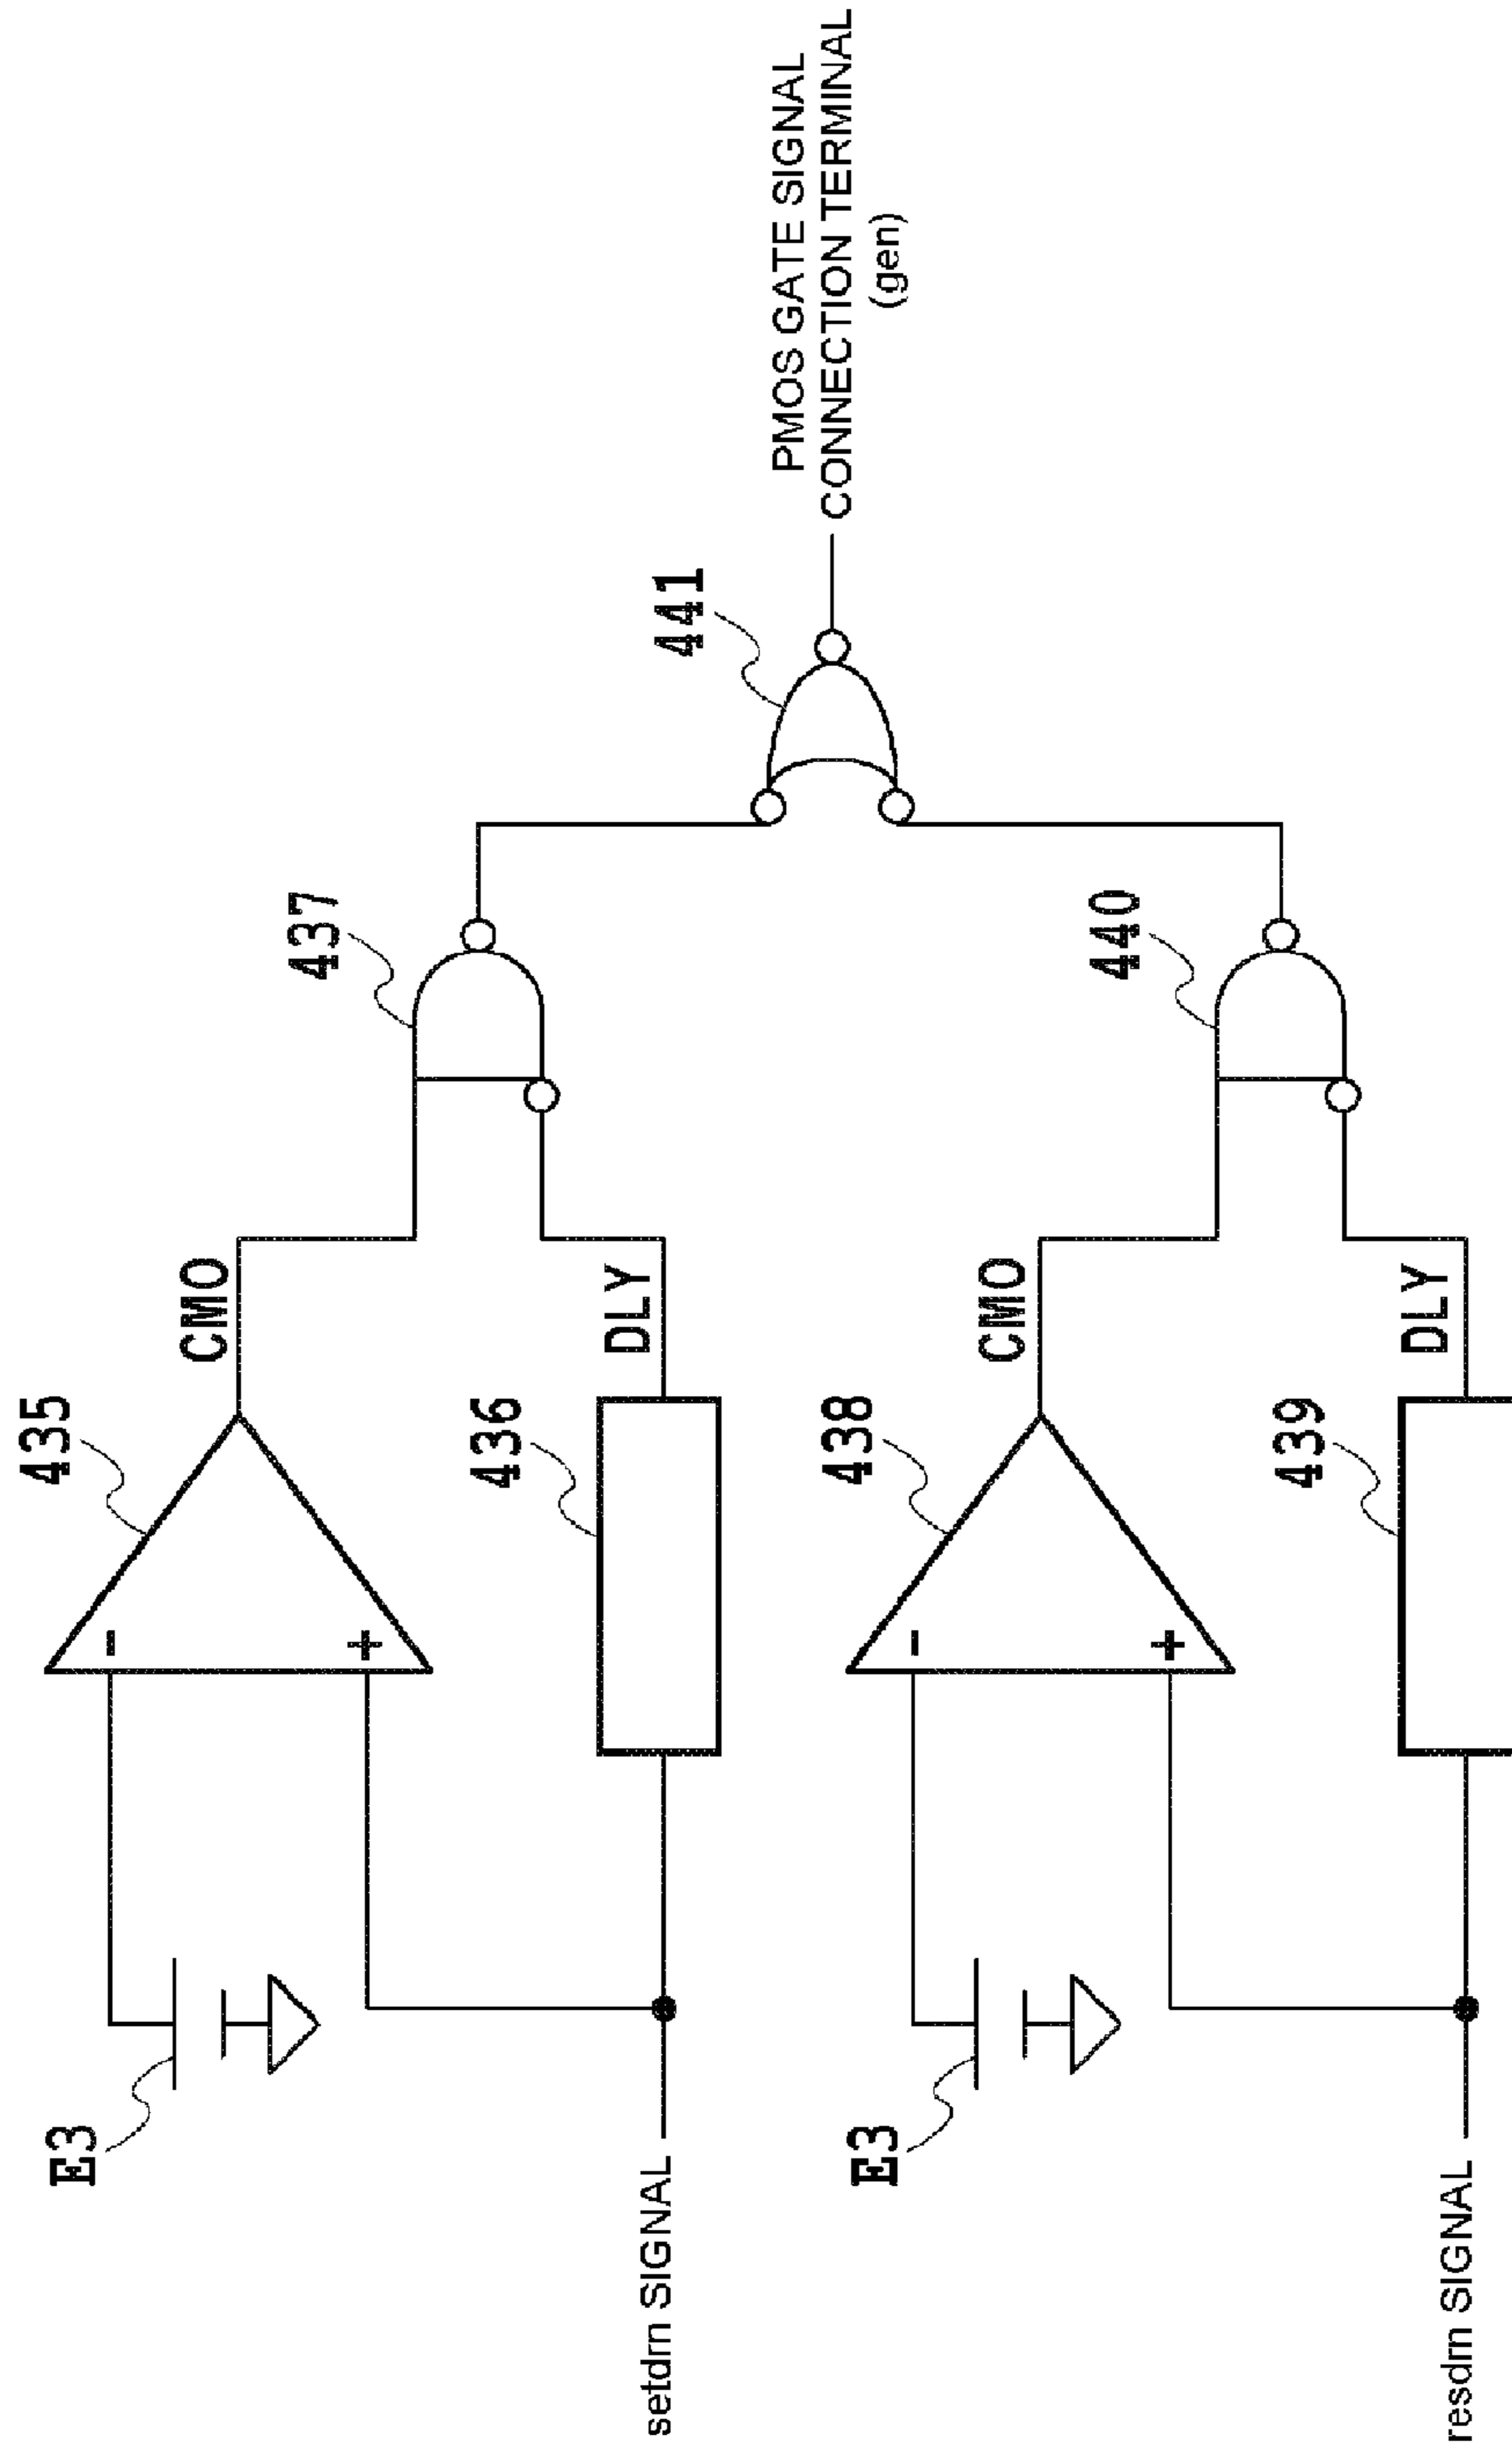 435
E3
CMO
437
436
DLY
setdrn SIGNAL
441
PMOS GATE SIGNAL
CONNECTION TERMINAL
(gen)
438
E3
CMO
440
439
DLY
resdrn SIGNAL